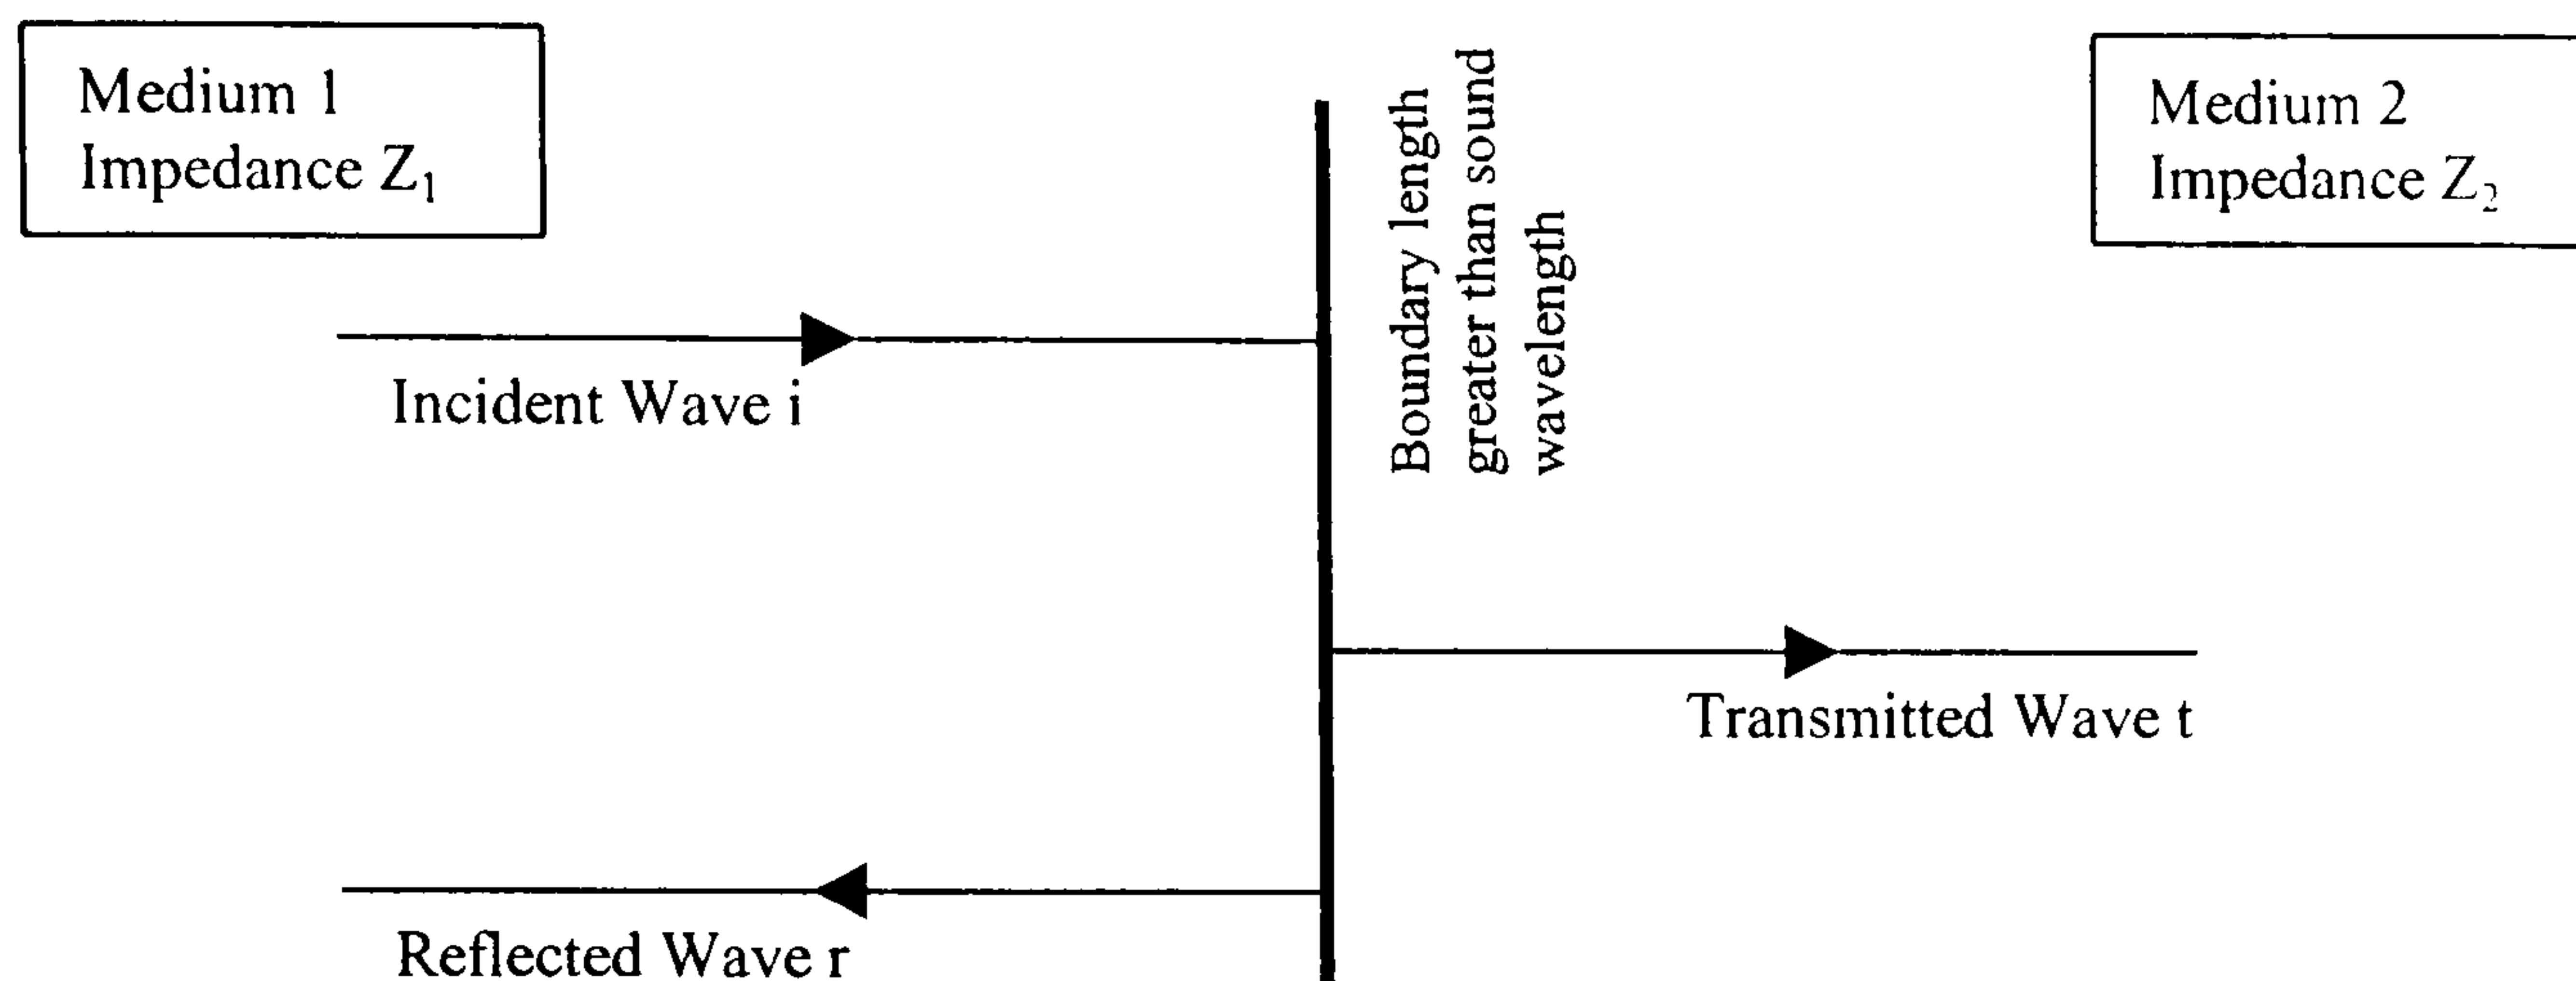 Medium 1
Impedance Z₁
Boundary length
greater than sound
wavelength
Medium 2
Impedance Z₂
Incident Wave i
Transmitted Wave t
Reflected Wave r